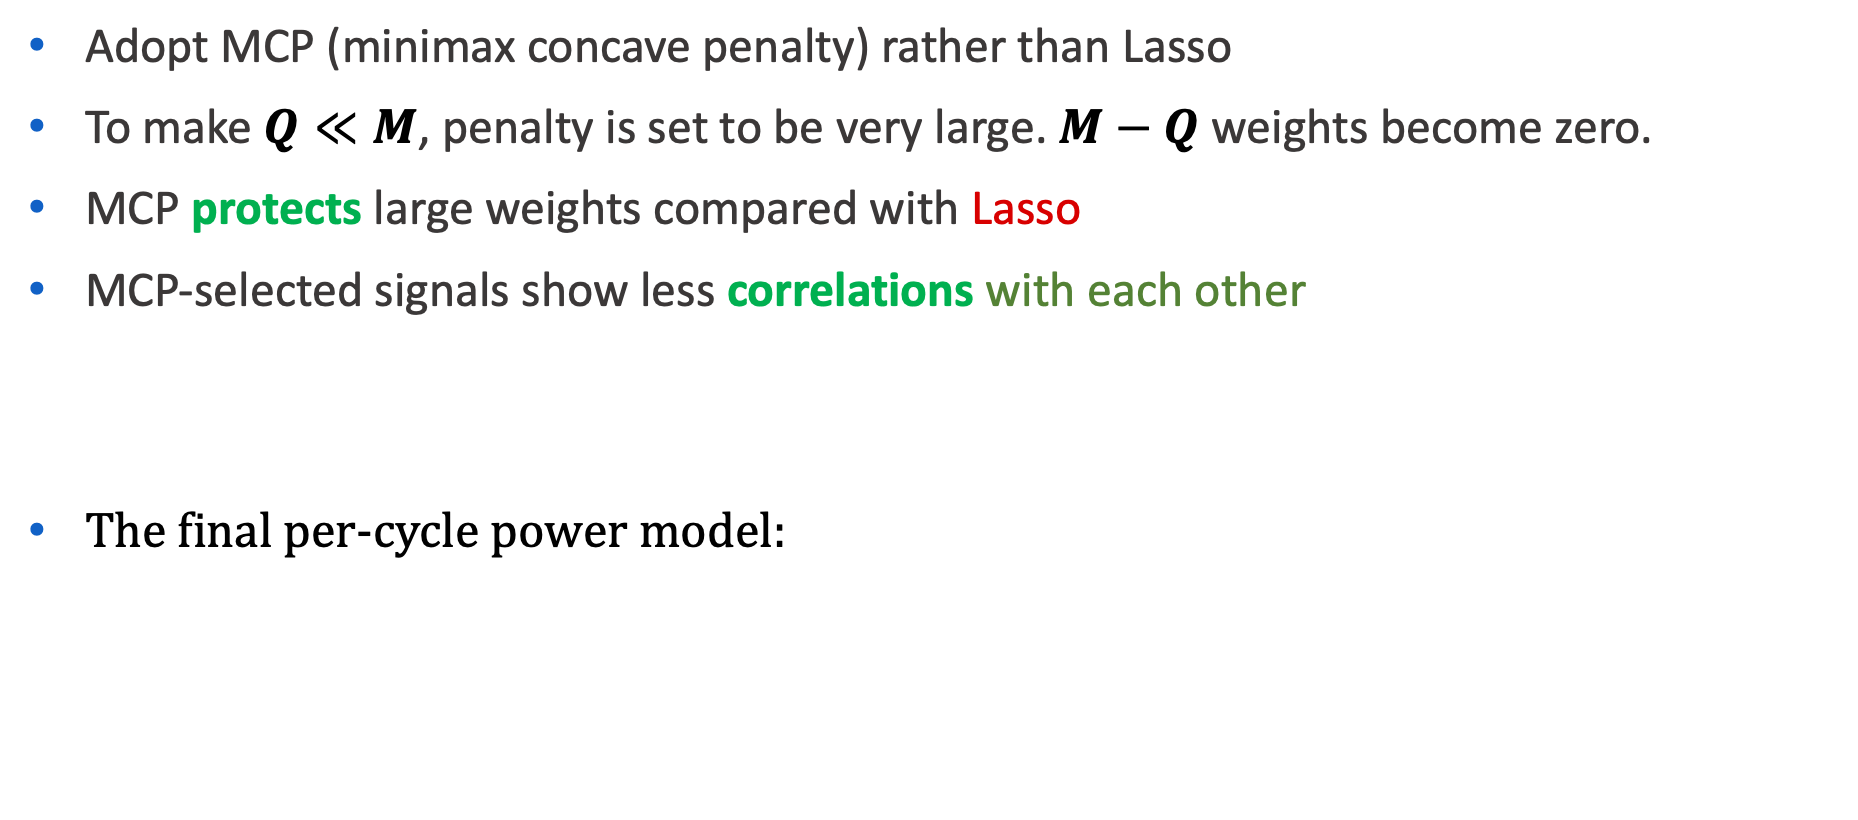 • Adopt MCP (minimax concave penalty) rather than Lasso
• To make Q ≪ M, penalty is set to be very large. M − Q weights become zero.
• MCP protects large weights compared with Lasso
• MCP-selected signals show less correlations with each other
• The final per-cycle power model: